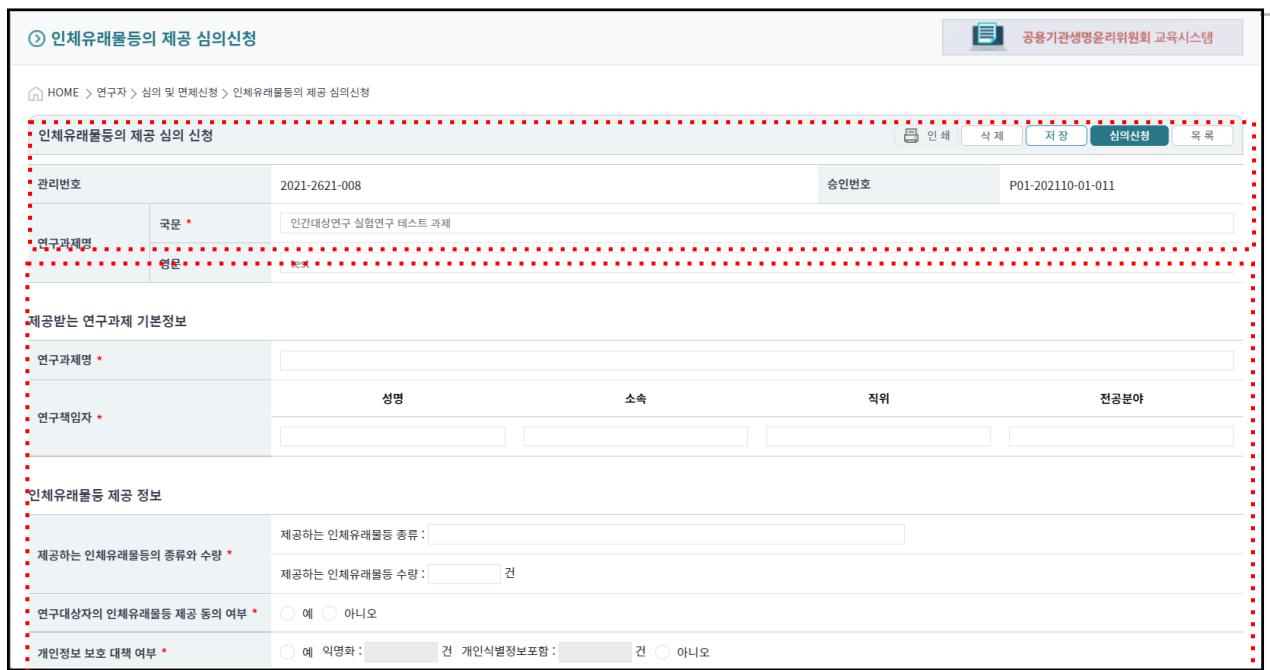 인체유래물등의 제공 심의신청
공용기관생명윤리위원회 교육시스템
HOME > 연구자 > 심의 및 면제신청 > 인체유래물등의 제공 심의신청
인체유래물등의 제공 심의 신청 인쇄 삭제 저장 심의신청 목록
관리번호 2021-2621-008 승인번호 P01-202110-01-011
연구과제명 국문 * 인간대상연구 실험연구 테스트 과제
영문 test
제공받는 연구과제 기본정보
연구과제명 *
연구책임자 * 성명 소속 직위 전공분야
인체유래물등 제공 정보
제공하는 인체유래물등의 종류와 수량 * 제공하는 인체유래물등 종류 :
제공하는 인체유래물등 수량 : 건
연구대상자의 인체유래물등 제공 동의 여부 * 예 아니오
개인정보 보호 대책 여부 * 예 익명화 : 건 개인식별정보포함 : 건 아니오